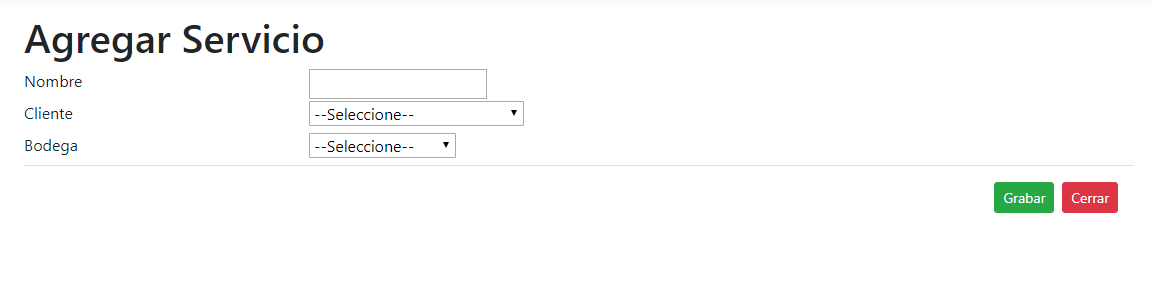 Agregar Servicio
Nombre
Cliente --Seleccione--
Bodega --Seleccione--
Grabar Cerrar